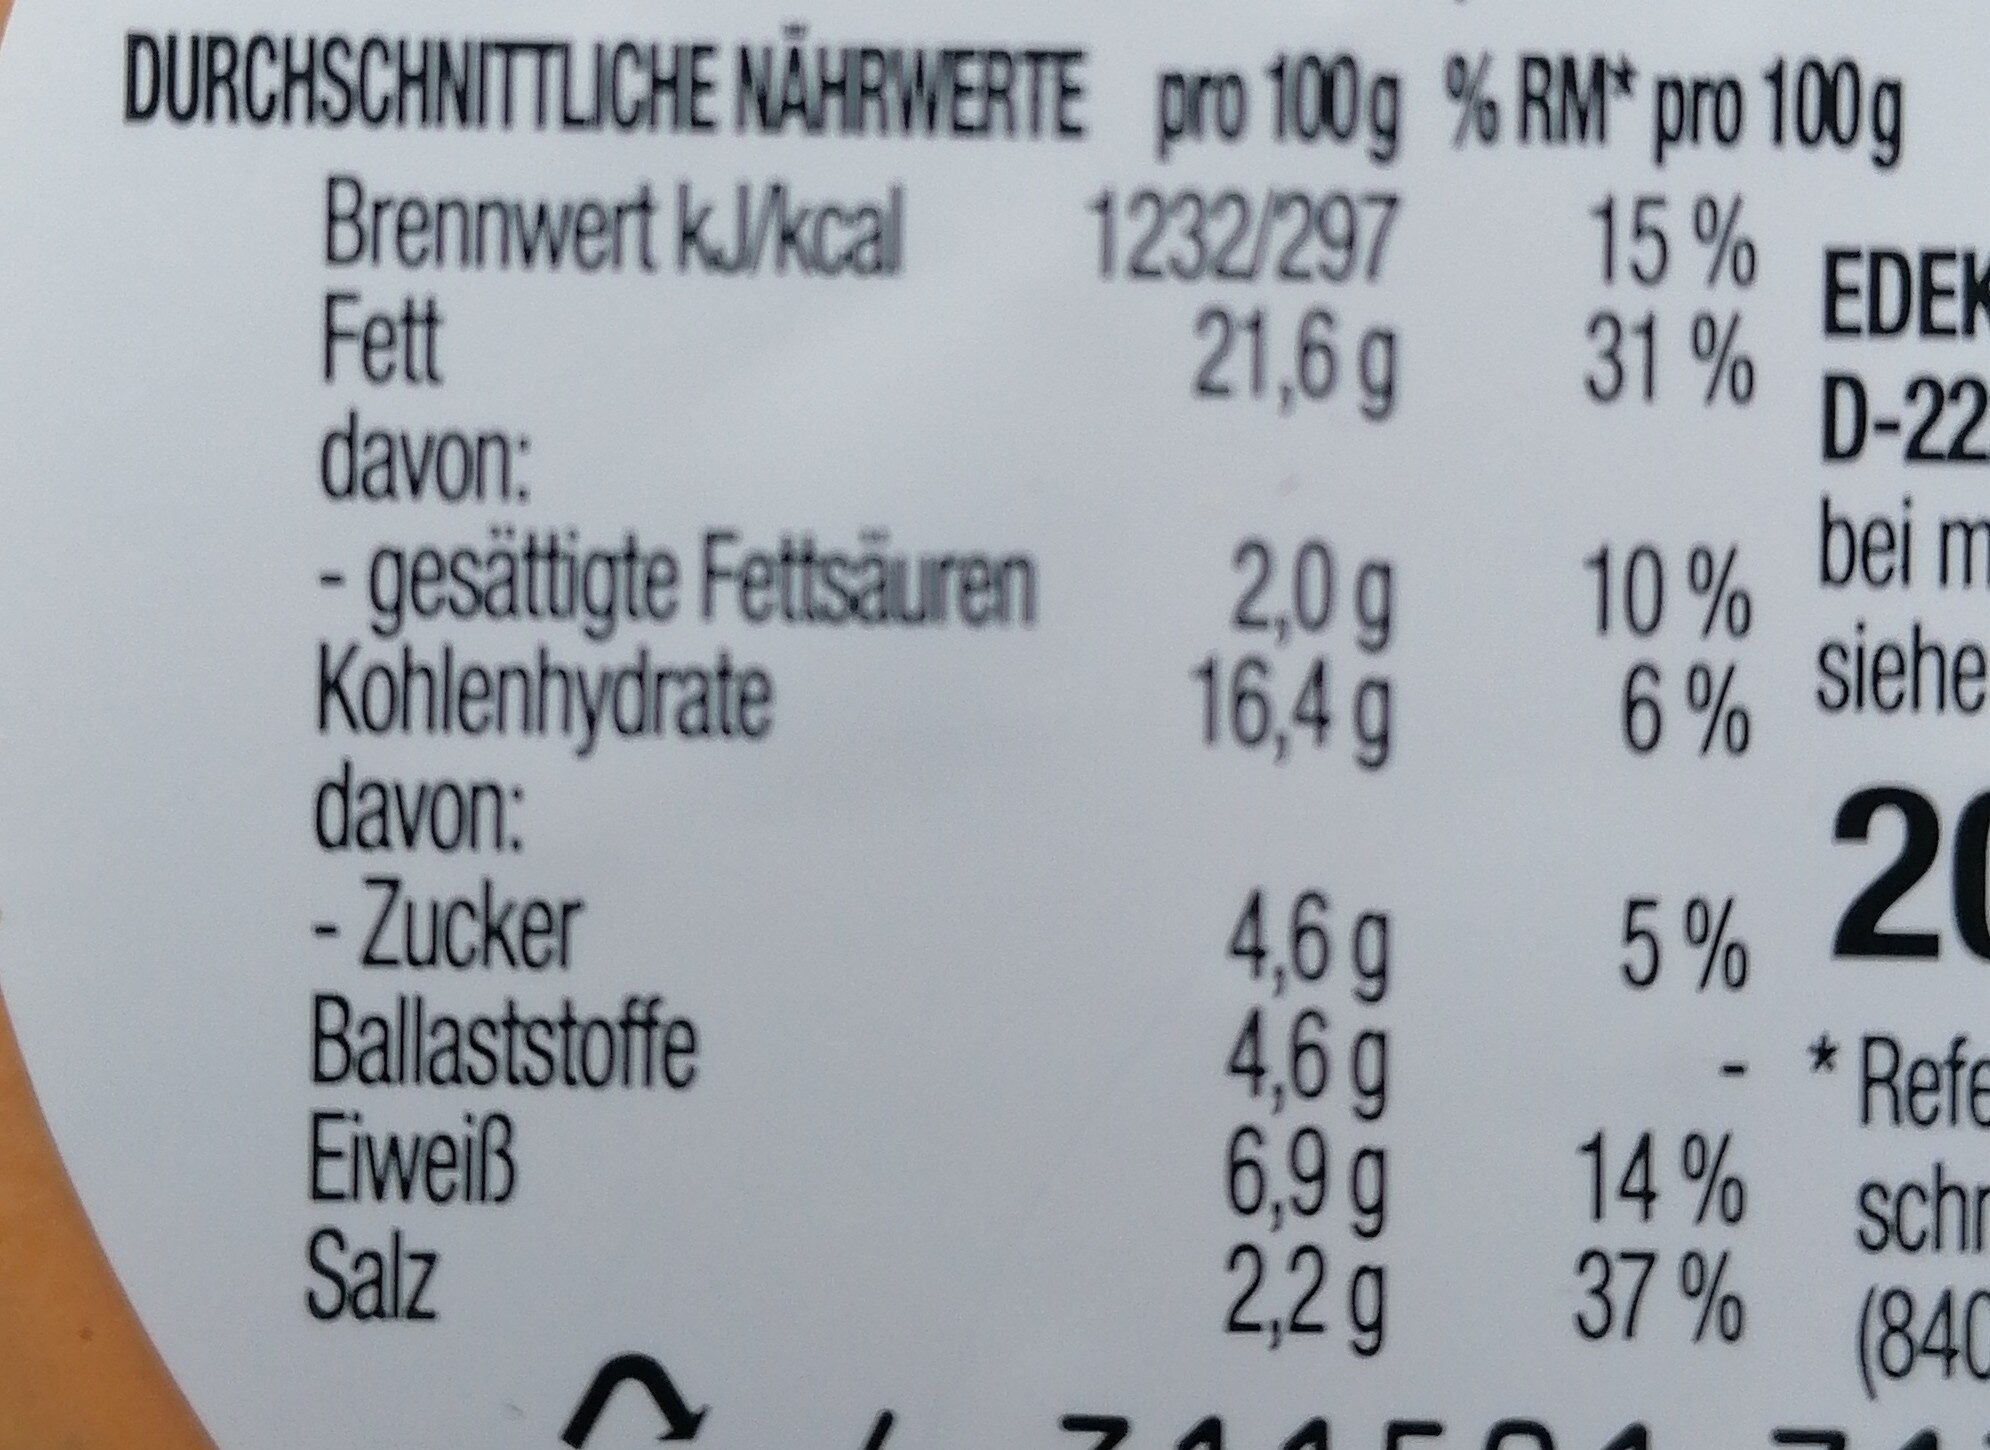 DURCHSCHNITTLICHE NÄHRWERTE pro 100g % RM* pro 100g
Brennwert kJ/kcal 1232/297 15 %
Fett 21,6 g 31 %
davon:
- gesättigte Fettsäuren 2,0 g 10 %
Kohlenhydrate 16,4 g 6 %
davon:
- Zucker 4,6 g 5 %
Ballaststoffe 4,6 g -
Eiweiß 6,9 g 14 %
Salz 2,2 g 37 %
EDEK
D-22
bei m
siehe
20
* Refe
schr
(840